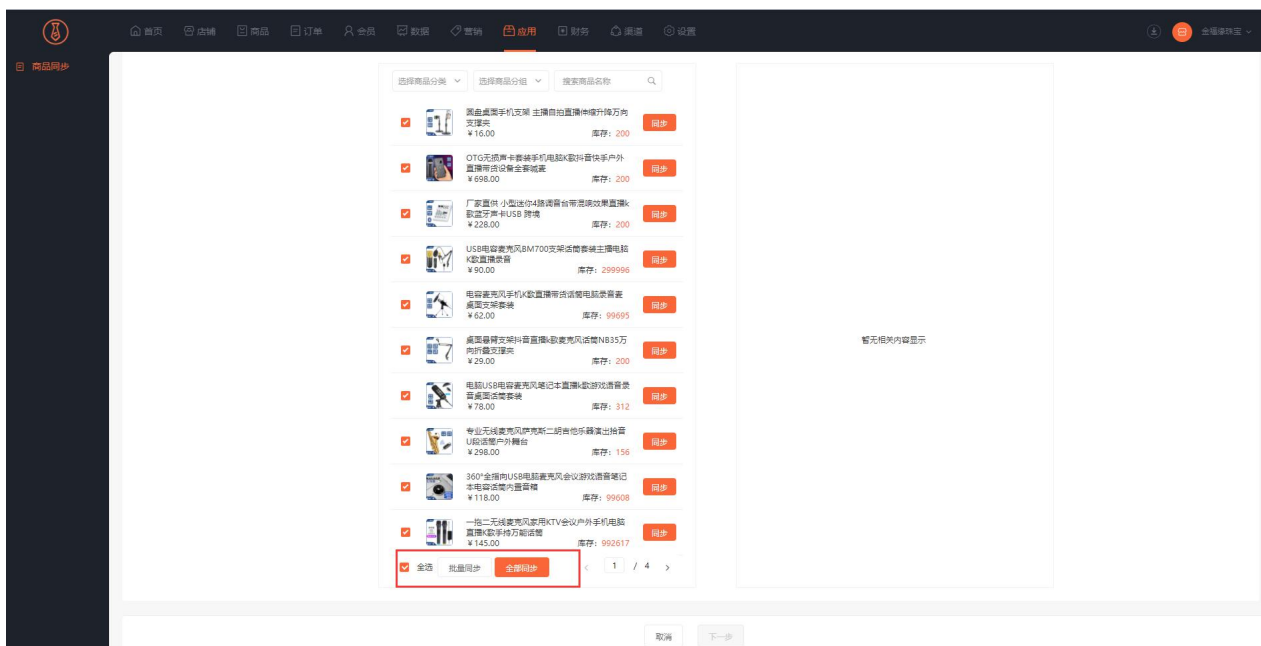 首页 店铺 商品 订单 会员 数据 营销 应用 财务 渠道 设置
金福缘珠宝
商品同步
选择商品分类 选择商品分组 搜索商品名称
圆盘桌面手机支架 主播自拍直播伸缩升降万向
支撑夹
¥16.00 库存：200
同步
OTG无损声卡套装手机电脑K歌抖音快手户外
直播带货设备全套喊麦
¥698.00 库存：200
同步
厂家直供 小型迷你4路调音台带混响效果直播k
歌蓝牙声卡USB 跨境
¥228.00 库存：200
同步
USB电容麦克风BM700支架话筒套装主播电脑
K歌直播录音
¥90.00 库存：299996
同步
电容麦克风手机K歌直播带货话筒电脑录音麦
桌面支架套装
¥62.00 库存：99695
同步
桌面悬臂支架抖音直播k歌麦克风话筒NB35万
向折叠支撑夹
¥29.00 库存：200
同步
电脑USB电容麦克风笔记本直播k歌游戏语音录
音桌面话筒套装
¥78.00 库存：312
同步
专业无线麦克风萨克斯二胡吉他乐器演出拾音
U段话筒户外舞台
¥298.00 库存：156
同步
360°全指向USB电脑麦克风会议游戏语音笔记
本电容话筒内置音箱
¥118.00 库存：99608
同步
一拖二无线麦克风家用KTV会议户外手机电脑
直播K歌手持万能话筒
¥145.00 库存：992617
同步
全选 批量同步 全部同步 < 1 / 4 >
暂无相关内容显示
取消 下一步